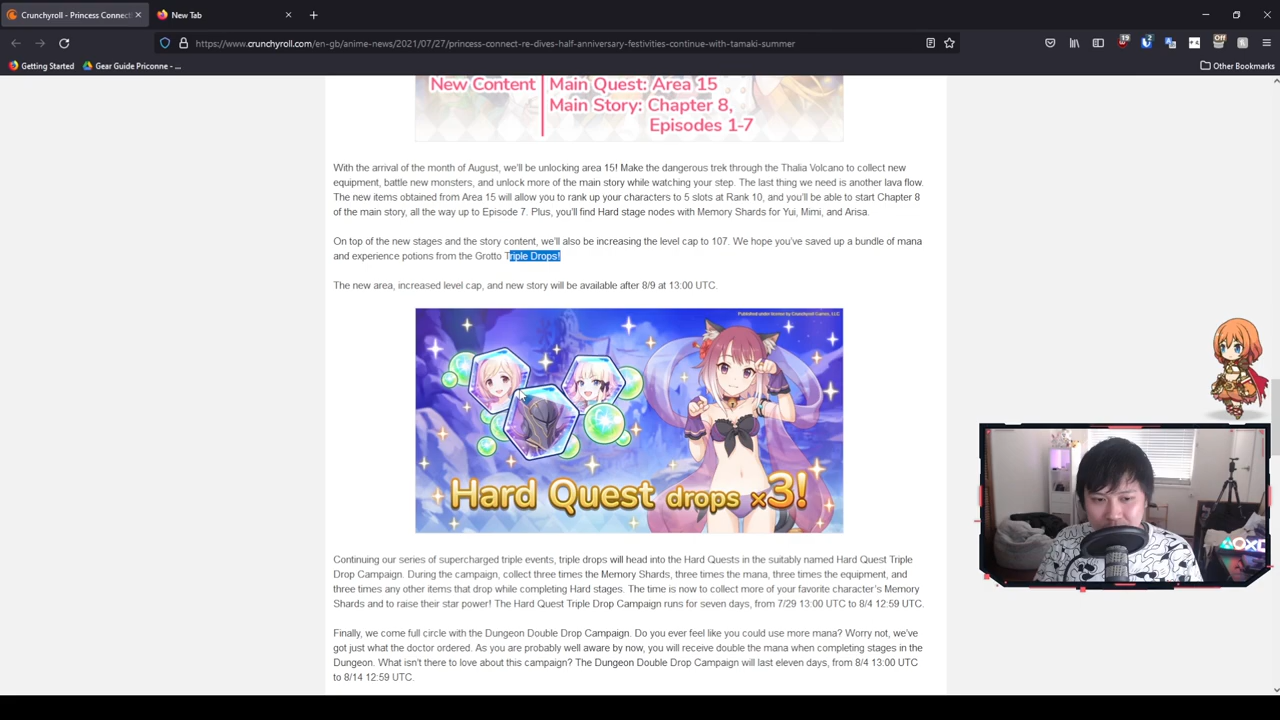 Crunchyroll - Princess Connect
New Tab
https://www.crunchyroll.com/en-gb/anime-news/2021/07/27/princess-connect-re-dives-half-anniversary-festivities-continue-with-tamaki-summer
19
2
Off
Getting Started
Gear Guide Priconne - ...
Other Bookmarks
New Content
Main Quest: Area 15
Main Story: Chapter 8,
Episodes 1-7
With the arrival of the month of August, we'll be unlocking area 15! Make the dangerous trek through the Thalia Volcano to collect new
equipment, battle new monsters, and unlock more of the main story while watching your step. The last thing we need is another lava flow.
The new items obtained from Area 15 will allow you to rank up your characters to 5 slots at Rank 10, and you'll be able to start Chapter 8
of the main story, all the way up to Episode 7. Plus, you'll find Hard stage nodes with Memory Shards for Yui, Mimi, and Arisa.
On top of the new stages and the story content, we'll also be increasing the level cap to 107. We hope you've saved up a bundle of mana
and experience potions from the Grotto Triple Drops!
The new area, increased level cap, and new story will be available after 8/9 at 13:00 UTC.
Published under license by Crunchyroll Games, LLC
Hard Quest drops ×3!
Continuing our series of supercharged triple events, triple drops will head into the Hard Quests in the suitably named Hard Quest Triple
Drop Campaign. During the campaign, collect three times the Memory Shards, three times the mana, three times the equipment, and
three times any other items that drop while completing Hard stages. The time is now to collect more of your favorite character's Memory
Shards and to raise their star power! The Hard Quest Triple Drop Campaign runs for seven days, from 7/29 13:00 UTC to 8/4 12:59 UTC.
Finally, we come full circle with the Dungeon Double Drop Campaign. Do you ever feel like you could use more mana? Worry not, we've
got just what the doctor ordered. As you are probably well aware by now, you will receive double the mana when completing stages in the
Dungeon. What isn't there to love about this campaign? The Dungeon Double Drop Campaign will last eleven days, from 8/4 13:00 UTC
to 8/14 12:59 UTC.